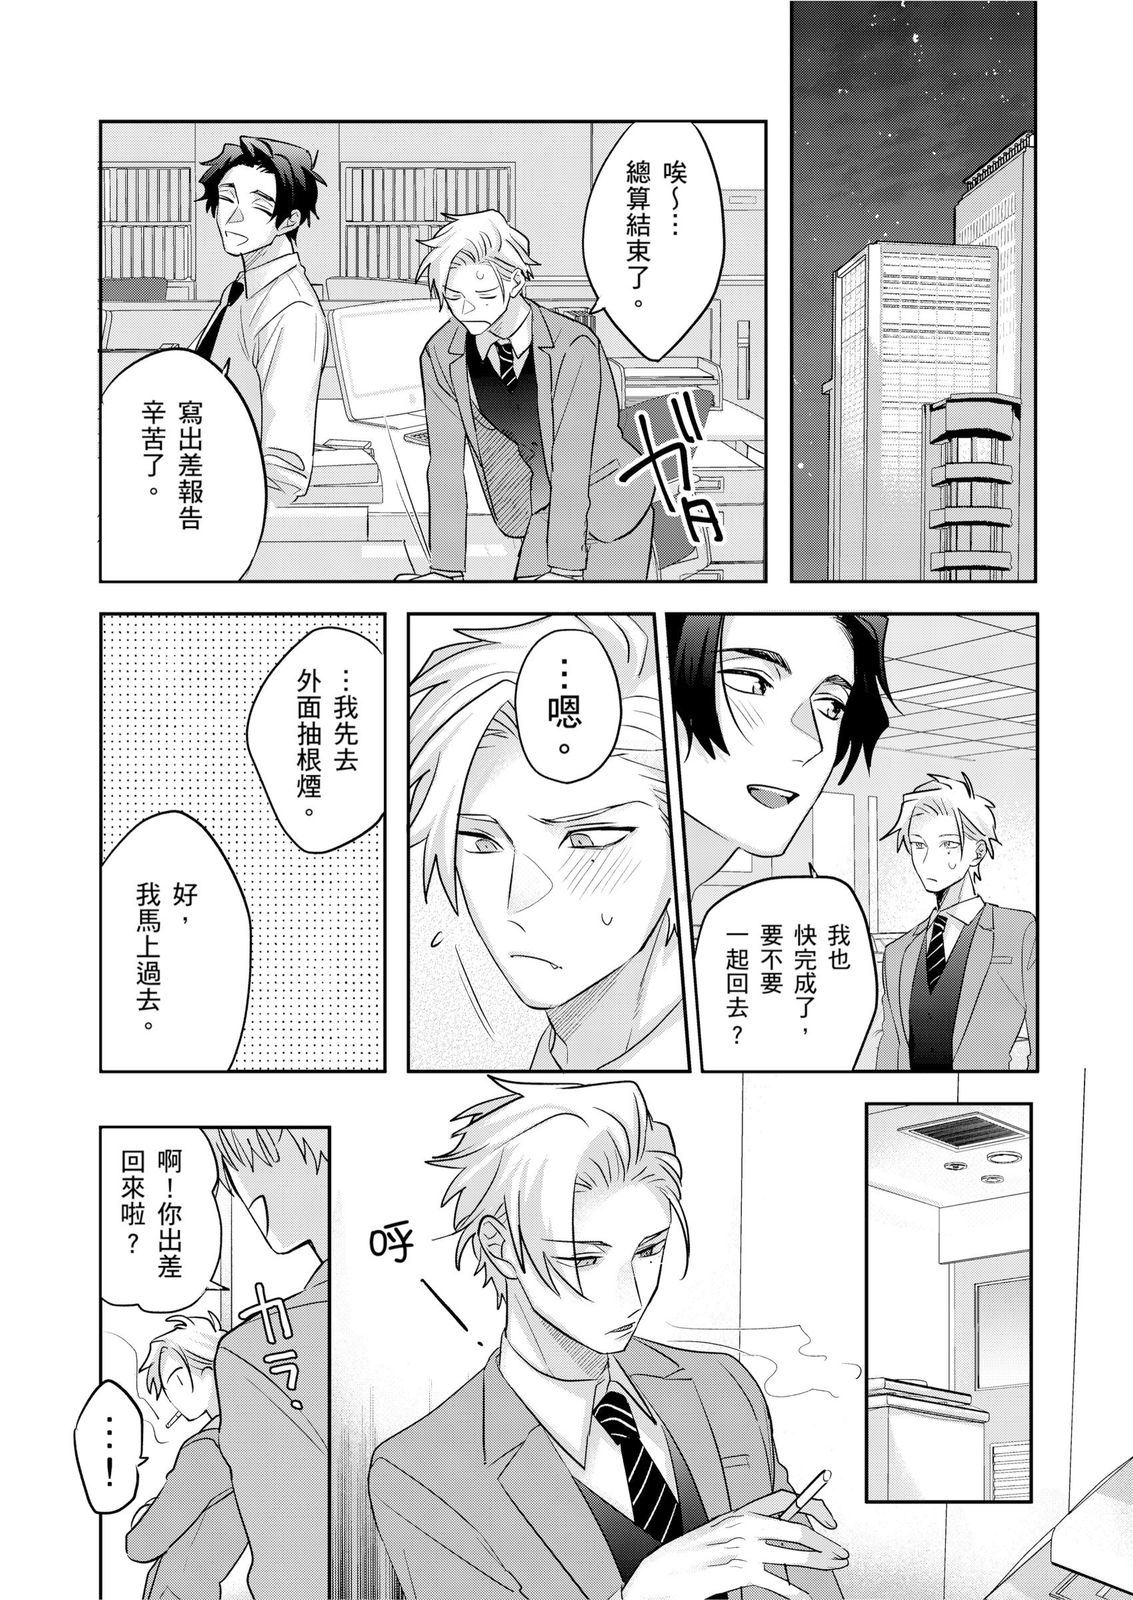 唉～…
總算結束了。
ガタ
寫出差報告
辛苦了。
我也
快完成了，
要不要
一起回去？
…嗯。
…我先去
外面抽根煙。
好，
我馬上過去。
呼
啊！你出差
回來啦？
カラ
…！